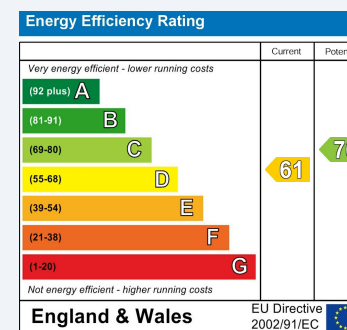 Energy Efficiency Rating
Current
Very energy efficient - lower running costs
(92 plus) A
(81-91) B
(69-80) C
(55-68) D
61
(39-54) E
(21-38) F
(1-20) G
Not energy efficient - higher running costs
England & Wales
EU Directive
2002/91/EC